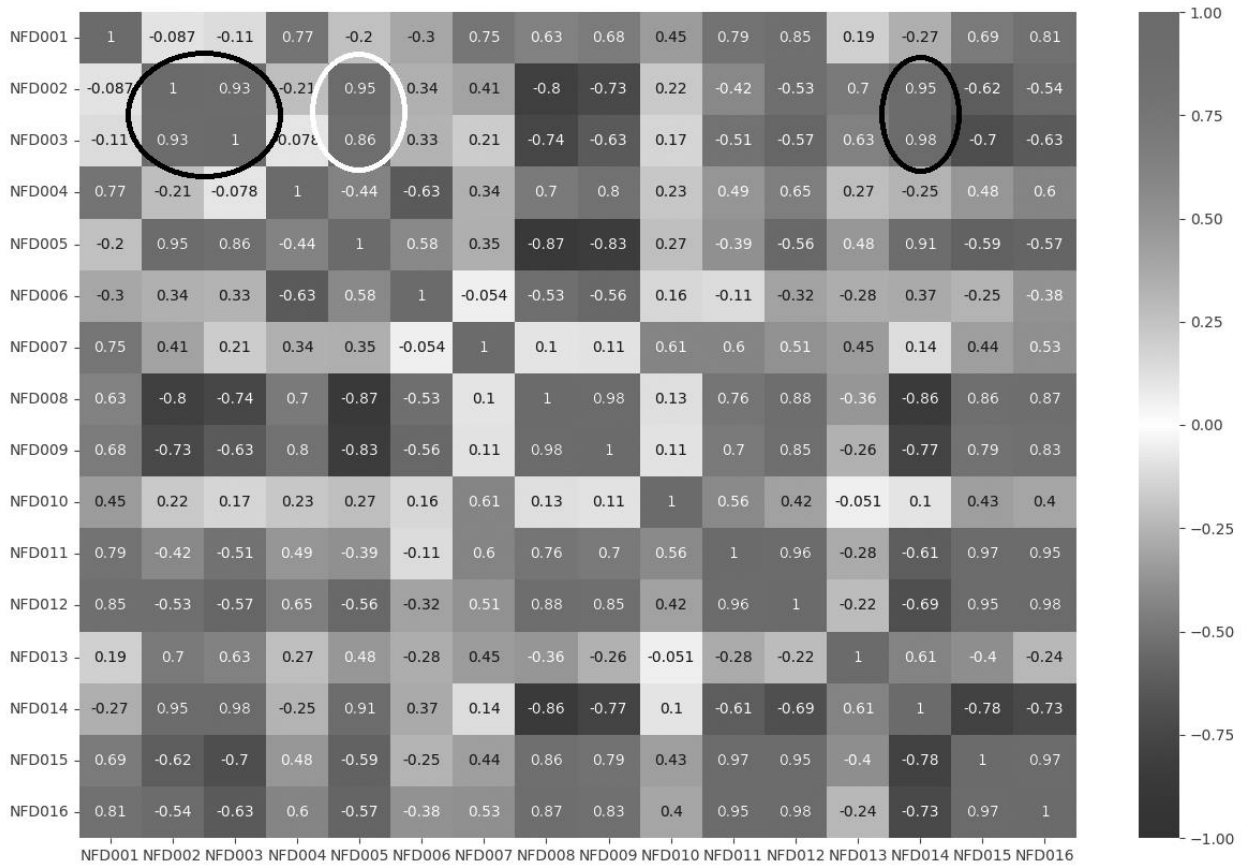 NFD001 1 -0.087 -0.11 0.77 -0.2 -0.3 0.75 0.63 0.68 0.45 0.79 0.85 0.19 -0.27 0.69 0.81
NFD002 -0.087 1 0.93 -0.21 0.95 0.34 0.41 -0.8 -0.73 0.22 -0.42 -0.53 0.7 0.95 -0.62 -0.54
NFD003 -0.11 0.93 1 -0.078 0.86 0.33 0.21 -0.74 -0.63 0.17 -0.51 -0.57 0.63 0.98 -0.7 -0.63
NFD004 0.77 -0.21 -0.078 1 -0.44 -0.63 0.34 0.7 0.8 0.23 0.49 0.65 0.27 -0.25 0.48 0.6
NFD005 -0.2 0.95 0.86 -0.44 1 0.58 0.35 -0.87 -0.83 0.27 -0.39 -0.56 0.48 0.91 -0.59 -0.57
NFD006 -0.3 0.34 0.33 -0.63 0.58 1 -0.054 -0.53 -0.56 0.16 -0.11 -0.32 -0.28 0.37 -0.25 -0.38
NFD007 0.75 0.41 0.21 0.34 0.35 -0.054 1 0.1 0.11 0.61 0.6 0.51 0.45 0.14 0.44 0.53
NFD008 0.63 -0.8 -0.74 0.7 -0.87 -0.53 0.1 1 0.98 0.13 0.76 0.88 -0.36 -0.86 0.86 0.87
NFD009 0.68 -0.73 -0.63 0.8 -0.83 -0.56 0.11 0.98 1 0.11 0.7 0.85 -0.26 -0.77 0.79 0.83
NFD010 0.45 0.22 0.17 0.23 0.27 0.16 0.61 0.13 0.11 1 0.56 0.42 -0.051 0.1 0.43 0.4
NFD011 0.79 -0.42 -0.51 0.49 -0.39 -0.11 0.6 0.76 0.7 0.56 1 0.96 -0.28 -0.61 0.97 0.95
NFD012 0.85 -0.53 -0.57 0.65 -0.56 -0.32 0.51 0.88 0.85 0.42 0.96 1 -0.22 -0.69 0.95 0.98
NFD013 0.19 0.7 0.63 0.27 0.48 -0.28 0.45 -0.36 -0.26 -0.051 -0.28 -0.22 1 0.61 -0.4 -0.24
NFD014 -0.27 0.95 0.98 -0.25 0.91 0.37 0.14 -0.86 -0.77 0.1 -0.61 -0.69 0.61 1 -0.78 -0.73
NFD015 0.69 -0.62 -0.7 0.48 -0.59 -0.25 0.44 0.86 0.79 0.43 0.97 0.95 -0.4 -0.78 1 0.97
NFD016 0.81 -0.54 -0.63 0.6 -0.57 -0.38 0.53 0.87 0.83 0.4 0.95 0.98 -0.24 -0.73 0.97 1
NFD001 NFD002 NFD003 NFD004 NFD005 NFD006 NFD007 NFD008 NFD009 NFD010 NFD011 NFD012 NFD013 NFD014 NFD015 NFD016
1.00
0.75
0.50
0.25
0.00
−0.25
−0.50
−0.75
−1.00